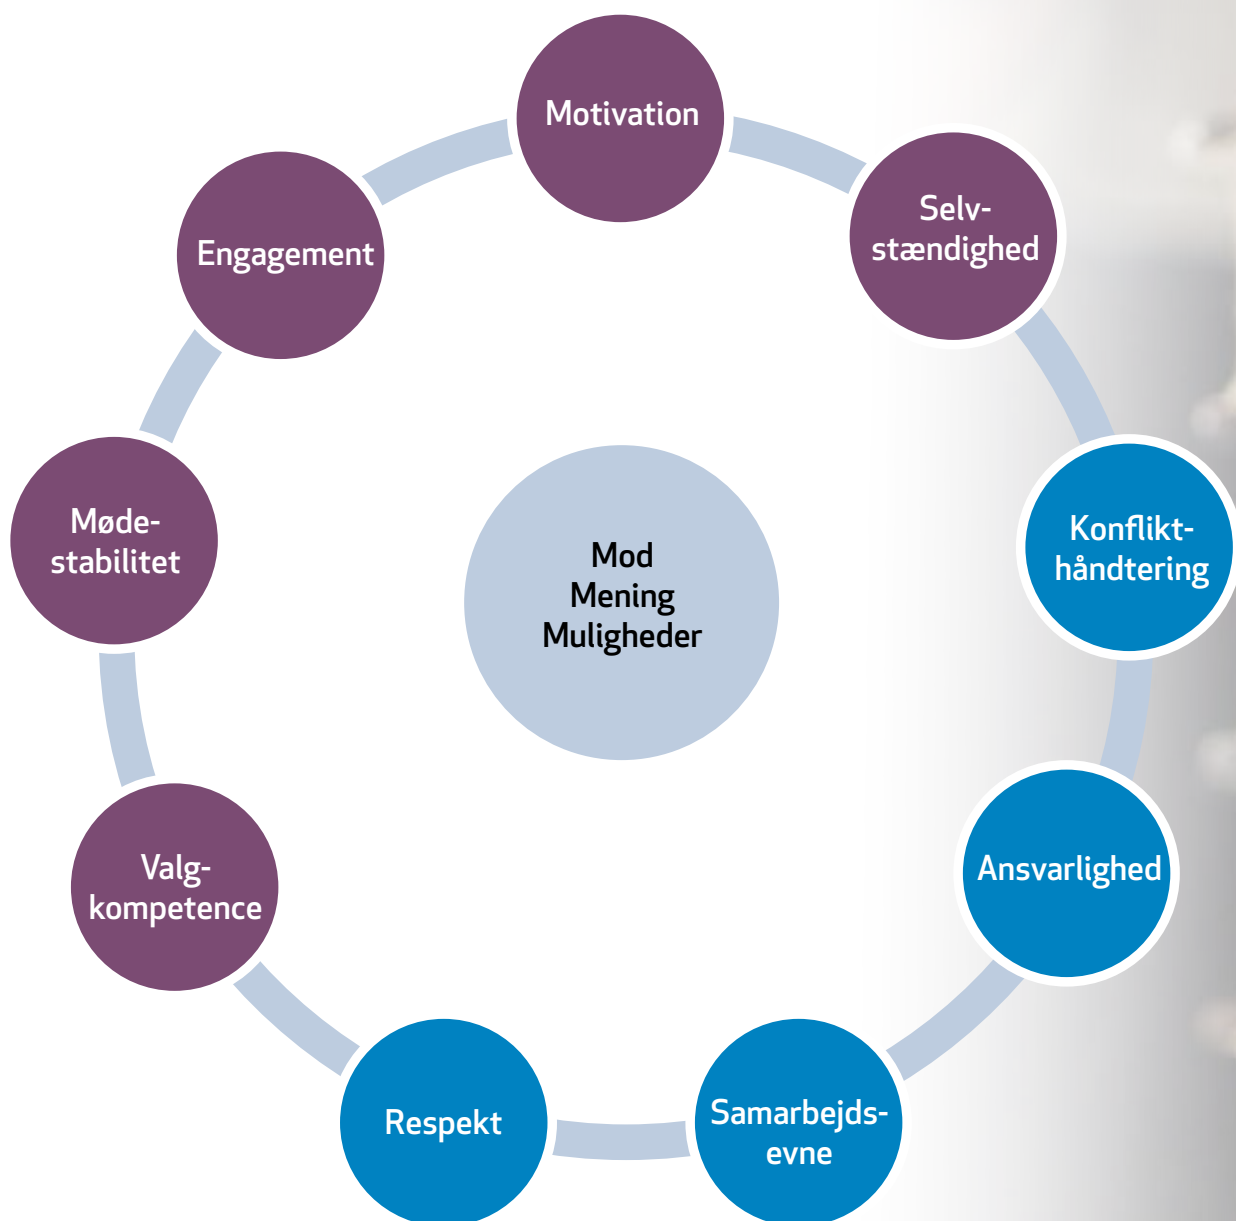 Motivation
Selv-
stændighed
Engagement
Konflikt-
håndtering
Møde-
stabilitet
Mod
Mening
Muligheder
Ansvarlighed
Valg-
kompetence
Samarbejds-
evne
Respekt